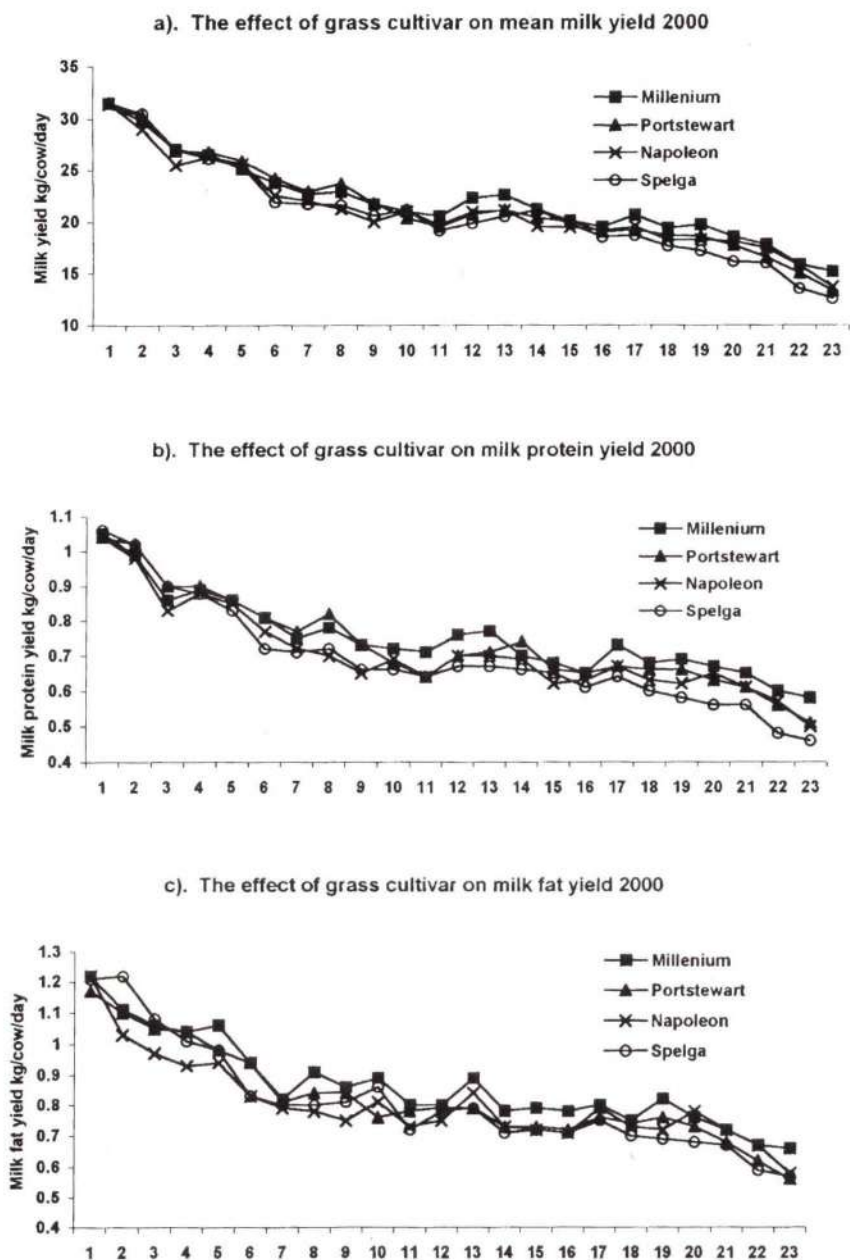 a). The effect of grass cultivar on mean milk yield 2000
Milk yield kg/cow/day
35
30
25
20
15
10
Millenium
Portstewart
Napoleon
Spelga
1 2 3 4 5 6 7 8 9 10 11 12 13 14 15 16 17 18 19 20 21 22 23
b). The effect of grass cultivar on milk protein yield 2000
Milk protein yield kg/cow/day
1.1
1
0.9
0.8
0.7
0.6
0.5
0.4
Millenium
Portstewart
Napoleon
Spelga
1 2 3 4 5 6 7 8 9 10 11 12 13 14 15 16 17 18 19 20 21 22 23
c). The effect of grass cultivar on milk fat yield 2000
Milk fat yield kg/cow/day
1.3
1.2
1.1
1
0.9
0.8
0.7
0.6
0.5
0.4
Millenium
Portstewart
Napoleon
Spelga
1 2 3 4 5 6 7 8 9 10 11 12 13 14 15 16 17 18 19 20 21 22 23